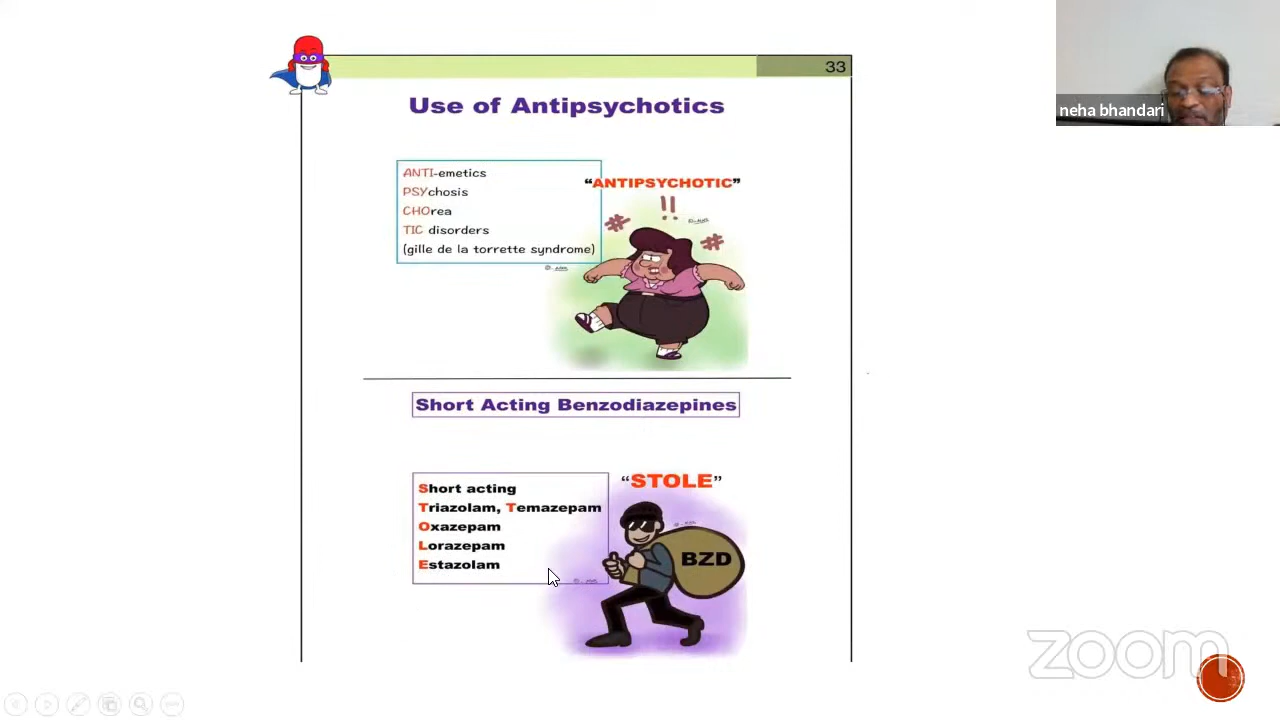 33
Use of Antipsychotics
ANTI-emetics
PSYchosis
CHOrea
TIC disorders
(gille de la torrette syndrome)
“ANTIPSYCHOTIC”
!!
#
#
Short Acting Benzodiazepines
Short acting
Triazolam, Temazepam
Oxazepam
Lorazepam
Estazolam
“STOLE”
BZD
neha bhandari
zoom